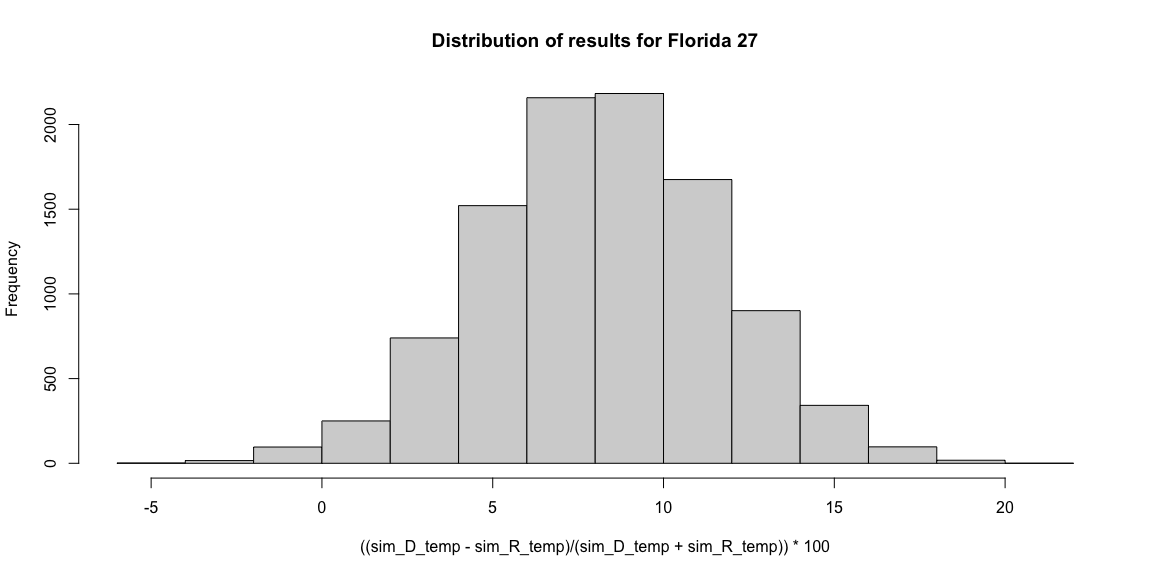 Distribution of results for Florida 27
Frequency
2000
1500
1000
500
0
-5 0 5 10 15 20
((sim_D_temp - sim_R_temp)/(sim_D_temp + sim_R_temp)) * 100